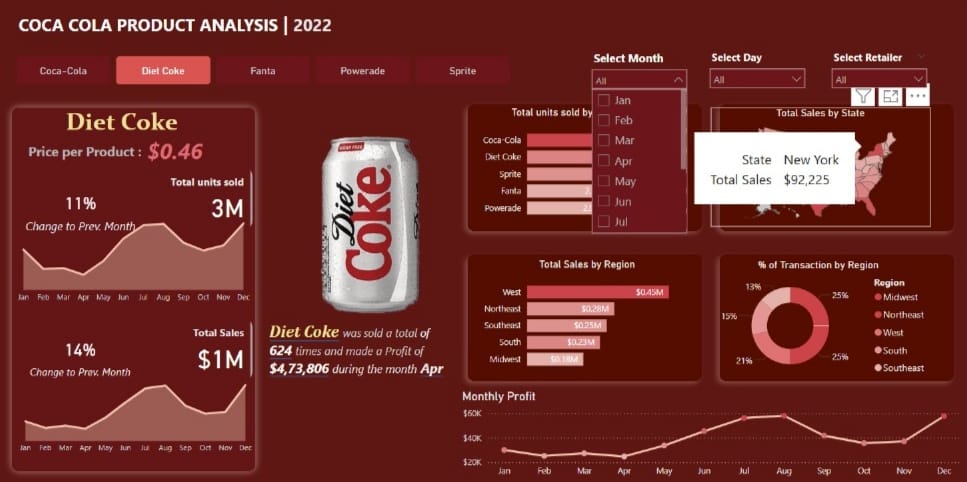 COCA COLA PRODUCT ANALYSIS | 2022
Coca-Cola
Diet Coke
Fanta
Powerade
Sprite
Select Month
All
Jan
Feb
Mar
Apr
May
Jun
Jul
Select Day
All
Select Retailer
All
Diet Coke
Price per Product : $0.46
Total units sold
3M
11%
Change to Prev. Month
Jan Feb Mar Apr May Jun Jul Aug Sep Oct Nov Dec
Total Sales
$1M
14%
Change to Prev. Month
Jan Feb Mar Apr May Jun Jul Aug Sep Oct Nov Dec
Diet
Coke
Diet Coke was sold a total of
624 times and made a Profit of
$4,73,806 during the month Apr
Total units sold by
Coca-Cola
Diet Coke
Sprite
Fanta
Powerade
Total Sales by State
State New York
Total Sales $92,225
Total Sales by Region
West $0.45M
Northeast $0.28M
Southeast $0.25M
South $0.23M
Midwest $0.18M
% of Transaction by Region
13%
25%
15%
21%
25%
Region
Midwest
Northeast
West
South
Southeast
Monthly Profit
$60K
$40K
$20K
Jan Feb Mar Apr May Jun Jul Aug Sep Oct Nov Dec